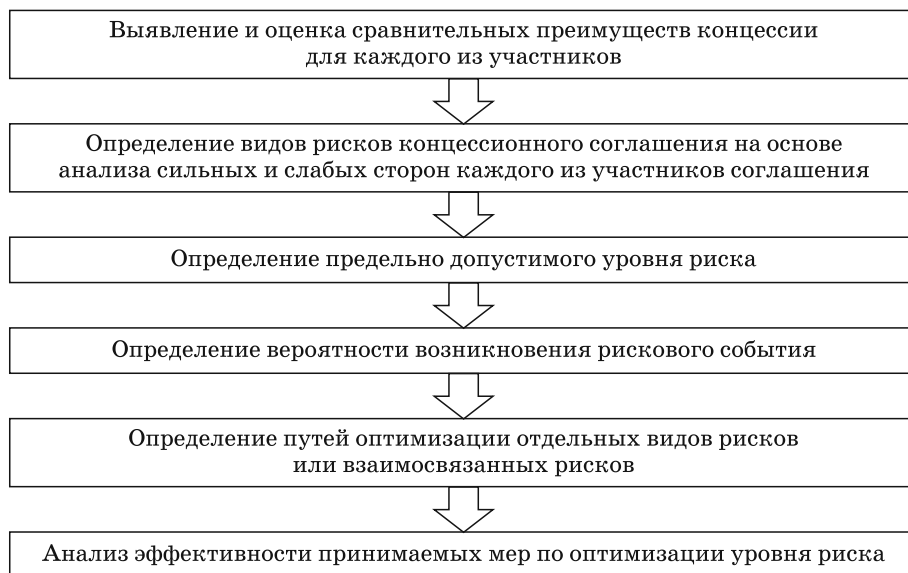 Выявление и оценка сравнительных преимуществ концессии
для каждого из участников
Определение видов рисков концессионного соглашения на основе
анализа сильных и слабых сторон каждого из участников соглашения
Определение предельно допустимого уровня риска
Определение вероятности возникновения рискового события
Определение путей оптимизации отдельных видов рисков
или взаимосвязанных рисков
Анализ эффективности принимаемых мер по оптимизации уровня риска